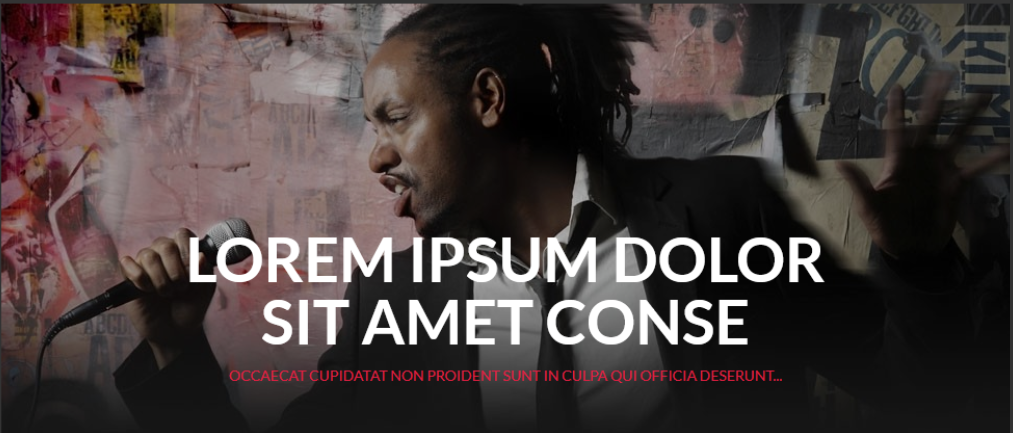 LOREM IPSUM DOLOR
SIT AMET CONSE
OCCAECAT CUPIDATAT NON PROIDENT SUNT IN CULPA QUI OFFICIA DESERUNT...